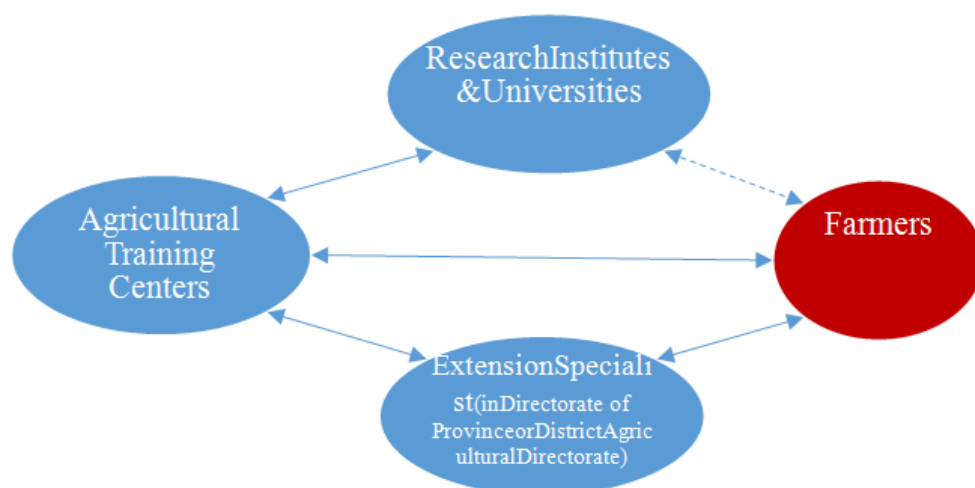 ResearchInstitutes
&Universities
Agricultural
Training
Centers
Farmers
ExtensionSpeciali
st(inDirectorate of
ProvinceorDistrictAgric
ulturalDirectorate)